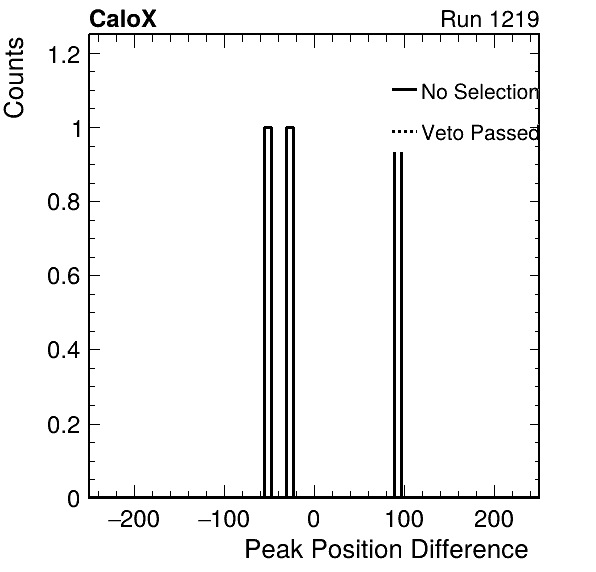 CaloX Run 1219
Counts
1.2
No Selection
1
Veto Passed
0.8
0.6
0.4
0.2
0
−200 −100 0 100 200
Peak Position Difference